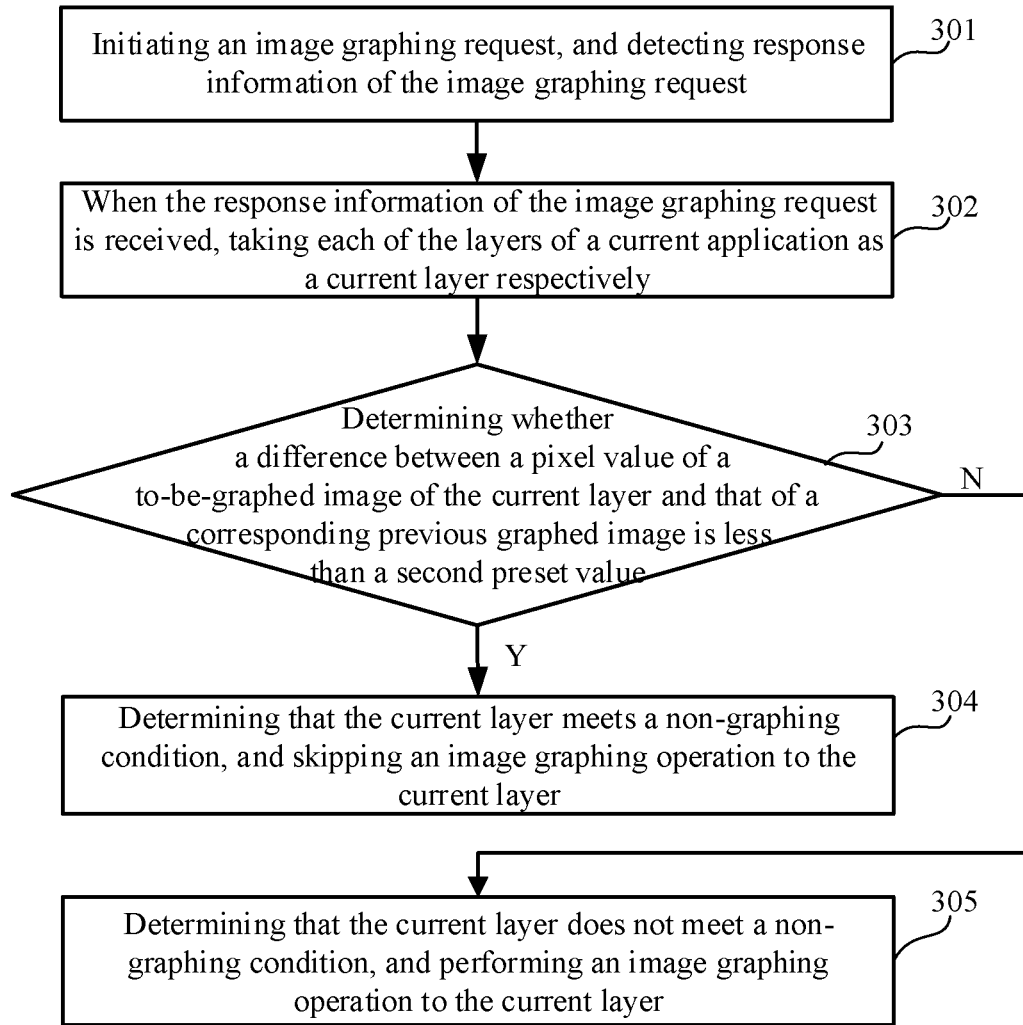 Initiating an image graphing request, and detecting response
information of the image graphing request
301
When the response information of the image graphing request
is received, taking each of the layers of a current application as
a current layer respectively
302
Determining whether
a difference between a pixel value of a
to-be-graphed image of the current layer and that of a
corresponding previous graphed image is less
than a second preset value
303
N
Y
Determining that the current layer meets a non-graphing
condition, and skipping an image graphing operation to the
current layer
304
Determining that the current layer does not meet a non-
graphing condition, and performing an image graphing
operation to the current layer
305